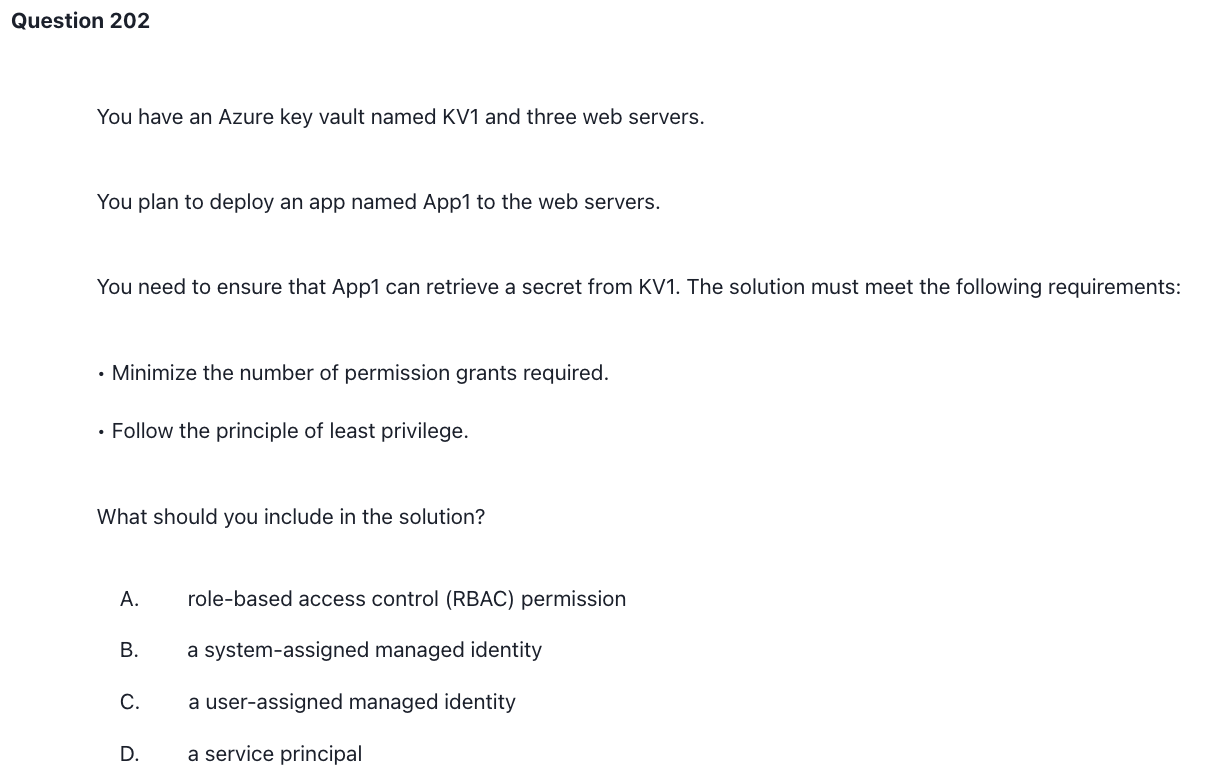 Question 202
You have an Azure key vault named KV1 and three web servers.
You plan to deploy an app named App1 to the web servers.
You need to ensure that App1 can retrieve a secret from KV1. The solution must meet the following requirements:
• Minimize the number of permission grants required.
• Follow the principle of least privilege.
What should you include in the solution?
A. role-based access control (RBAC) permission
B. a system-assigned managed identity
C. a user-assigned managed identity
D. a service principal